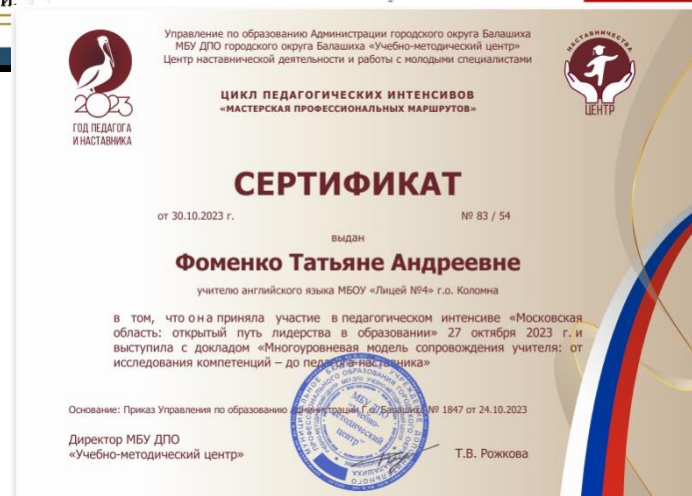 Управление по образованию Администрации городского округа Балашиха
МБУ ДПО городского округа Балашиха «Учебно-методический центр»
Центр наставнической деятельности и работы с молодыми специалистами
ЦИКЛ ПЕДАГОГИЧЕСКИХ ИНТЕНСИВОВ
«МАСТЕРСКАЯ ПРОФЕССИОНАЛЬНЫХ МАРШРУТОВ»
2023
ГОД ПЕДАГОГА
И НАСТАВНИКА
НАСТАВНИЧЕСТВА
ЦЕНТР
СЕРТИФИКАТ
от 30.10.2023 г.
№ 83 / 54
выдан
Фоменко Татьяне Андреевне
учителю английского языка МБОУ «Лицей №4» г.о. Коломна
в том, что она приняла участие в педагогическом интенсиве «Московская
область: открытый путь лидерства в образовании» 27 октября 2023 г. и
выступила с докладом «Многоуровневая модель сопровождения учителя: от
исследования компетенций – до педагога-наставника»
Основание: Приказ Управления по образованию Администрации Г.о. Балашиха № 1847 от 24.10.2023
МБУ ДПО
"Учебно-
методический
центр"
Директор МБУ ДПО
«Учебно-методический центр»
Т.В. Рожкова